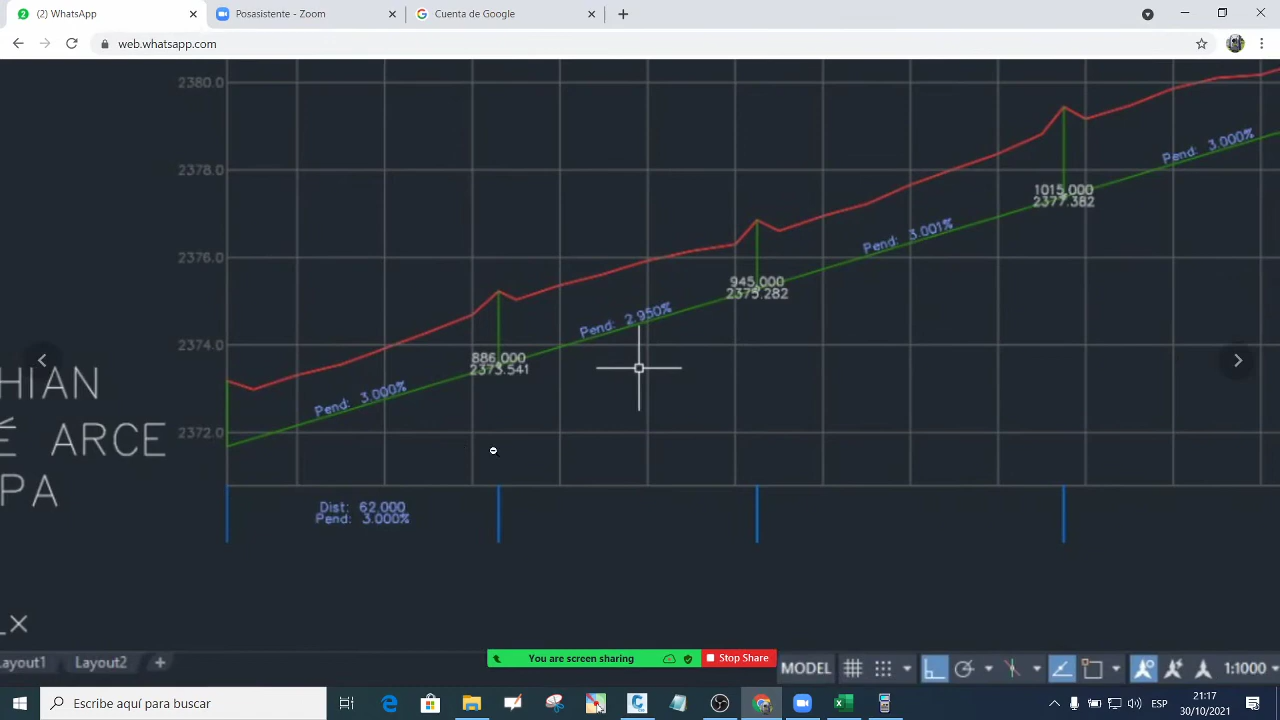 (2) WhatsApp
Posasistente - Zoom
Cuenta de Google
web.whatsapp.com
2380.0
2378.0
2376.0
2374.0
2372.0
Pend: 3.000%
1015,000
2377.382
Pend: 3.001%
945,000
2375.282
Pend: 2.950%
886,000
2373.541
Pend: 3.000%
HIAN
É ARCE
PA
Dist: 62,000
Pend: 3.000%
_X
ayout1
Layout2
You are screen sharing
Stop Share
MODEL
1:1000
Escribe aquí para buscar
ESP
21:17
30/10/2021